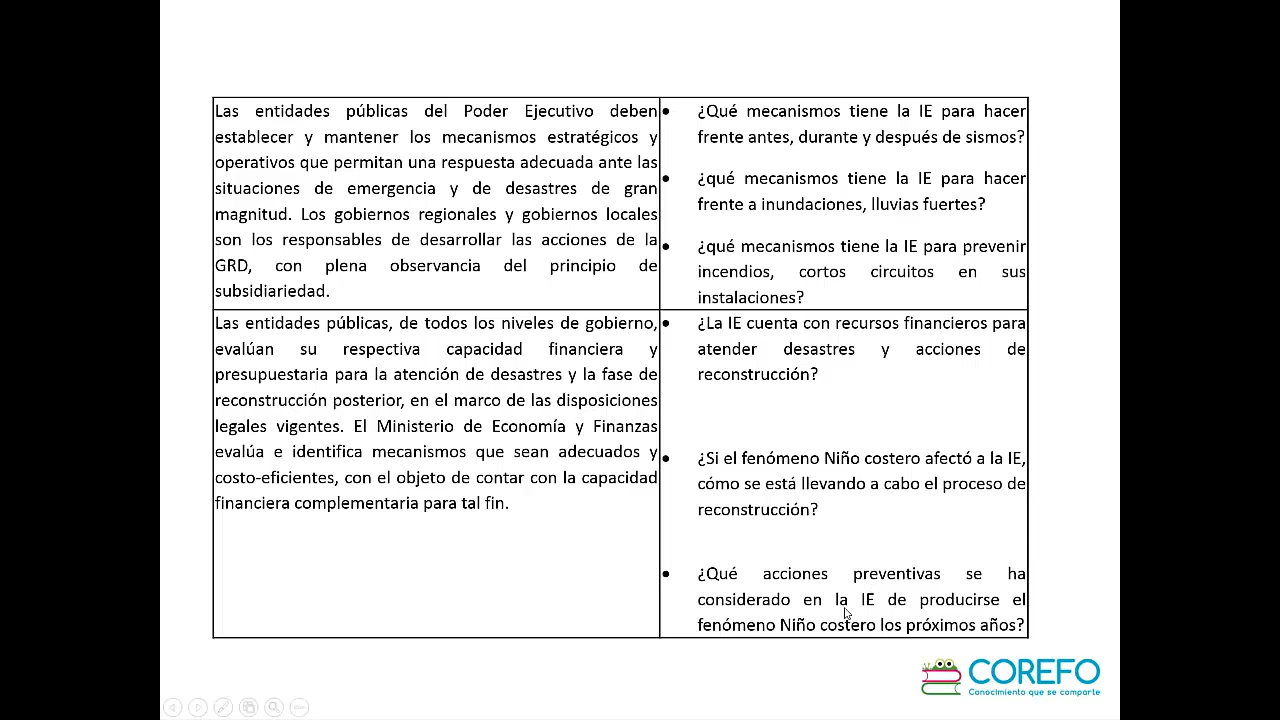 Las entidades públicas del Poder Ejecutivo deben
establecer y mantener los mecanismos estratégicos y
operativos que permitan una respuesta adecuada ante las
situaciones de emergencia y de desastres de gran
magnitud. Los gobiernos regionales y gobiernos locales
son los responsables de desarrollar las acciones de la
GRD, con plena observancia del principio de
subsidiariedad.
• ¿Qué mecanismos tiene la IE para hacer
frente antes, durante y después de sismos?
• ¿qué mecanismos tiene la IE para hacer
frente a inundaciones, lluvias fuertes?
• ¿qué mecanismos tiene la IE para prevenir
incendios, cortos circuitos en sus
instalaciones?
Las entidades públicas, de todos los niveles de gobierno,
evalúan su respectiva capacidad financiera y
presupuestaria para la atención de desastres y la fase de
reconstrucción posterior, en el marco de las disposiciones
legales vigentes. El Ministerio de Economía y Finanzas
evalúa e identifica mecanismos que sean adecuados y
costo-eficientes, con el objeto de contar con la capacidad
financiera complementaria para tal fin.
• ¿La IE cuenta con recursos financieros para
atender desastres y acciones de
reconstrucción?
• ¿Si el fenómeno Niño costero afectó a la IE,
cómo se está llevando a cabo el proceso de
reconstrucción?
• ¿Qué acciones preventivas se ha
considerado en la IE de producirse el
fenómeno Niño costero los próximos años?
COREFO
Conocimiento que se comparte